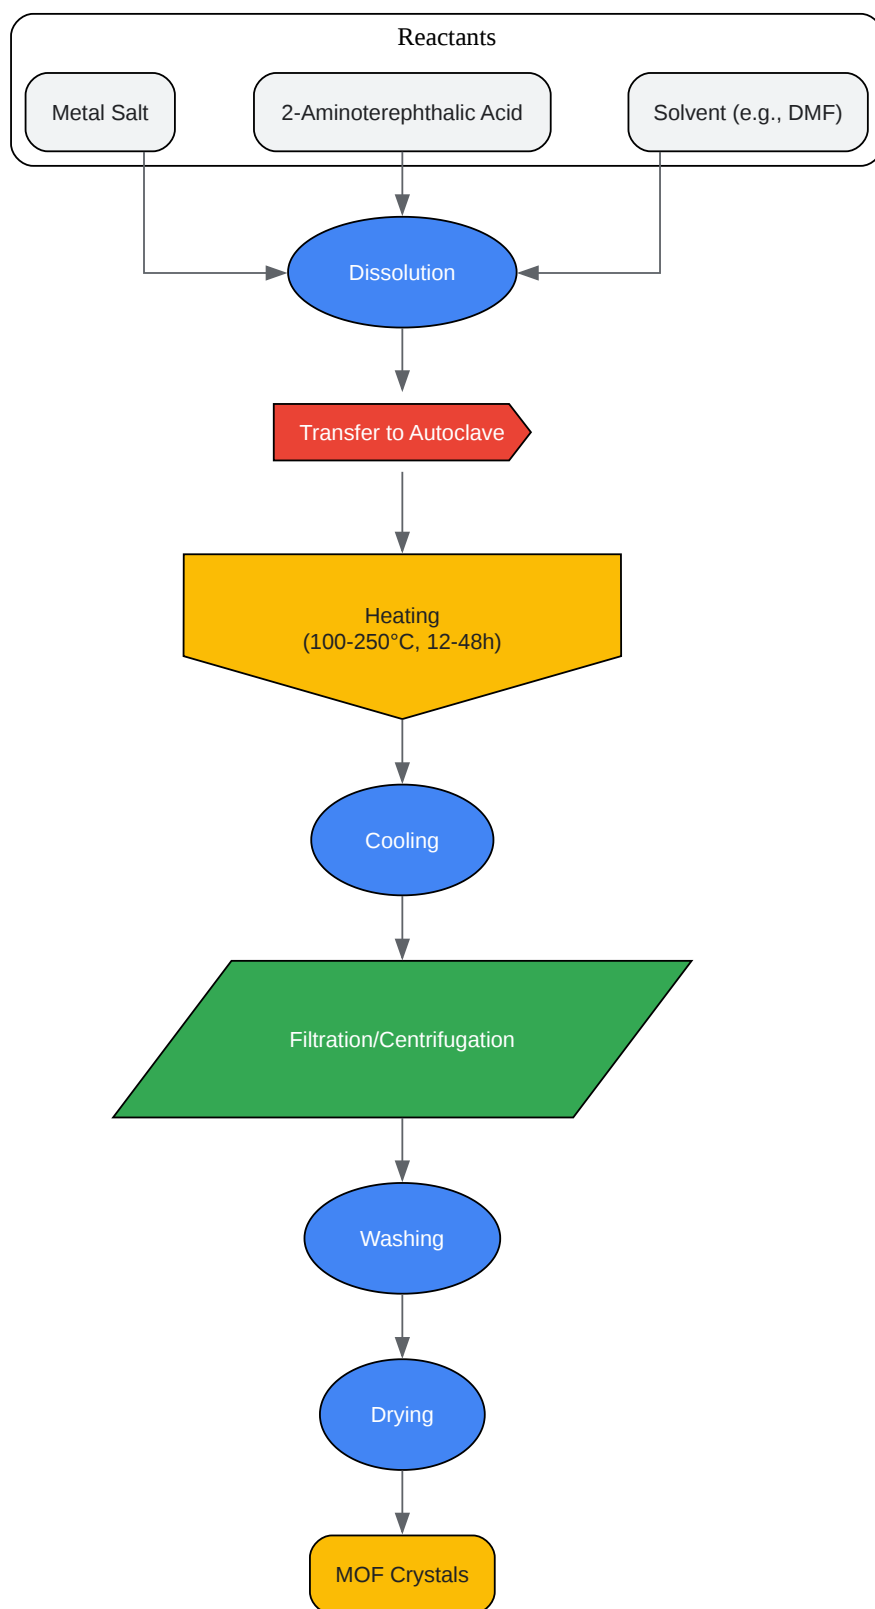 Reactants
Metal Salt
2-Aminoterephthalic Acid
Solvent (e.g., DMF)
Dissolution
Transfer to Autoclave
Heating
(100-250°C, 12-48h)
Cooling
Filtration/Centrifugation
Washing
Drying
MOF Crystals